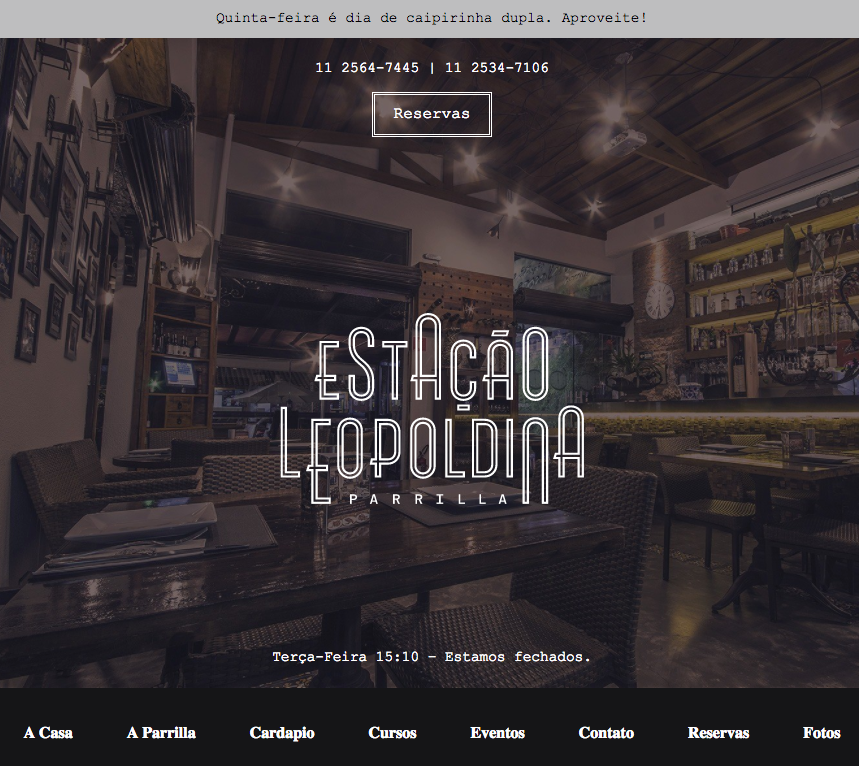 Quinta-feira é dia de caipirinha dupla. Aproveite!
11 2564-7445 | 11 2534-7106
Reservas
ESTAÇÃO
LEOPOLDINA
PARRILLA
Terça-Feira 15:10 - Estamos fechados.
A Casa A Parrilla Cardapio Cursos Eventos Contato Reservas Fotos